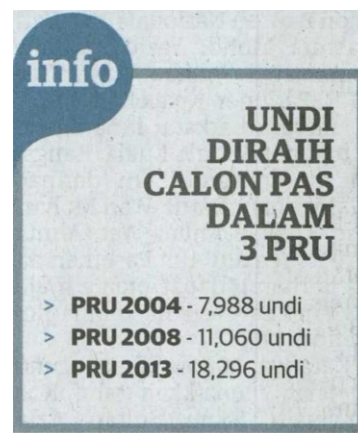 info
UNDI
DIRAIH
CALON PAS
DALAM
3 PRU
> PRU 2004 - 7,988 undi
> PRU 2008 - 11,060 undi
> PRU 2013 - 18,296 undi